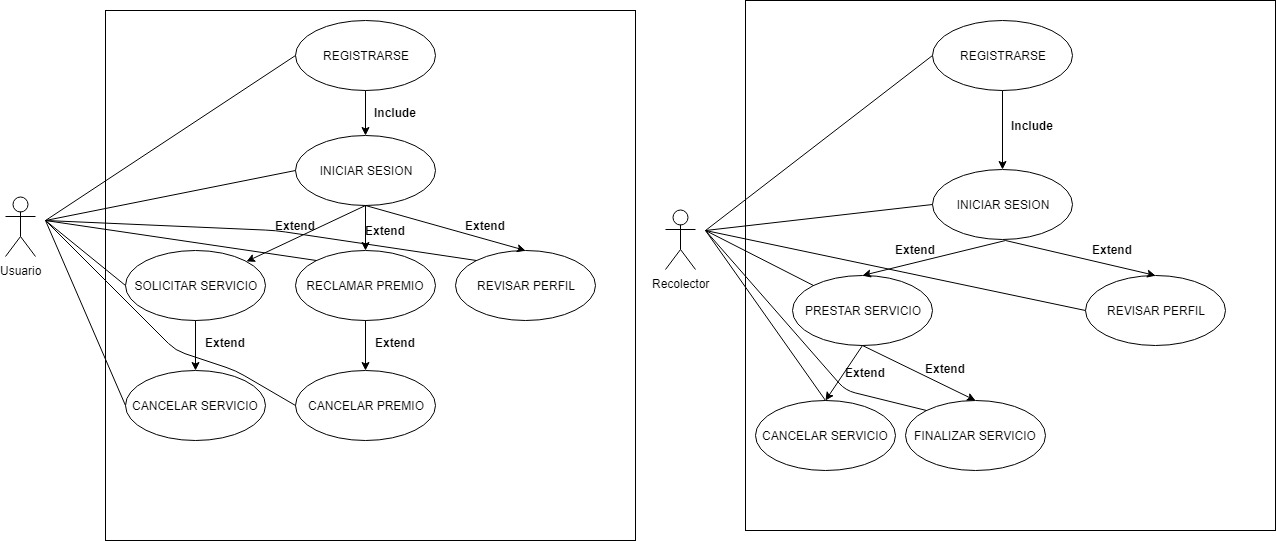 REGISTRARSE
Include
INICIAR SESION
Extend
Extend
Extend
Usuario
SOLICITAR SERVICIO
RECLAMAR PREMIO
REVISAR PERFIL
Extend
Extend
CANCELAR SERVICIO
CANCELAR PREMIO
REGISTRARSE
Include
INICIAR SESION
Extend
Extend
Recolector
PRESTAR SERVICIO
REVISAR PERFIL
Extend
Extend
CANCELAR SERVICIO
FINALIZAR SERVICIO